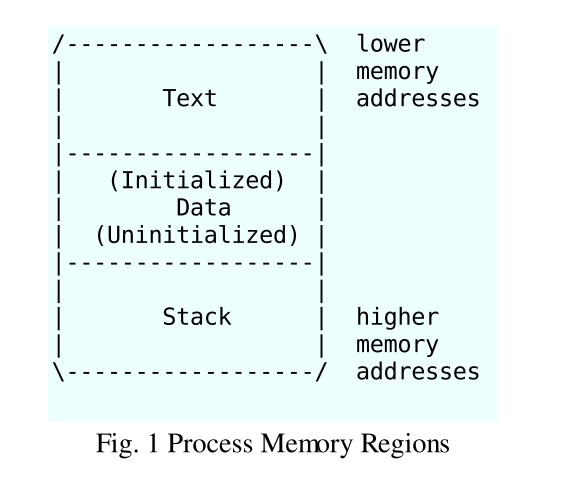 /------------------\ lower
| | memory
| Text | addresses
| |
|------------------|
| (Initialized) |
| Data |
| (Uninitialized) |
|------------------|
| |
| Stack | higher
| | memory
\------------------/ addresses
Fig. 1 Process Memory Regions